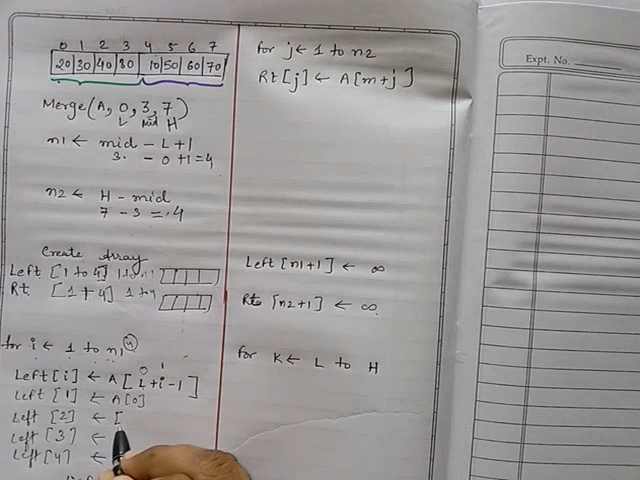 0 1 2 3 4 5 6 7
20 30 40 80 10 50 60 70
Merge(A, 0, 3, 7)
L Mid H
n1 ← mid - L + 1
3 - 0 + 1 = 4
n2 ← H - mid
7 - 3 = 4
Create Array
Left [1 to 4]
Rt. [1 + 4] 1 to 4
for i ← 1 to n1 4
0 1
Left [i] ← A[L+i-1]
Left [1] ← A[0]
Left [2] ← [
Left [3] ←
Left [4] ←
for j ← 1 to n2
Rt[j] ← A[m+j]
Left [n1+1] ← ∞
Rt [n2+1] ← ∞
for K ← L to H
Expt. No.